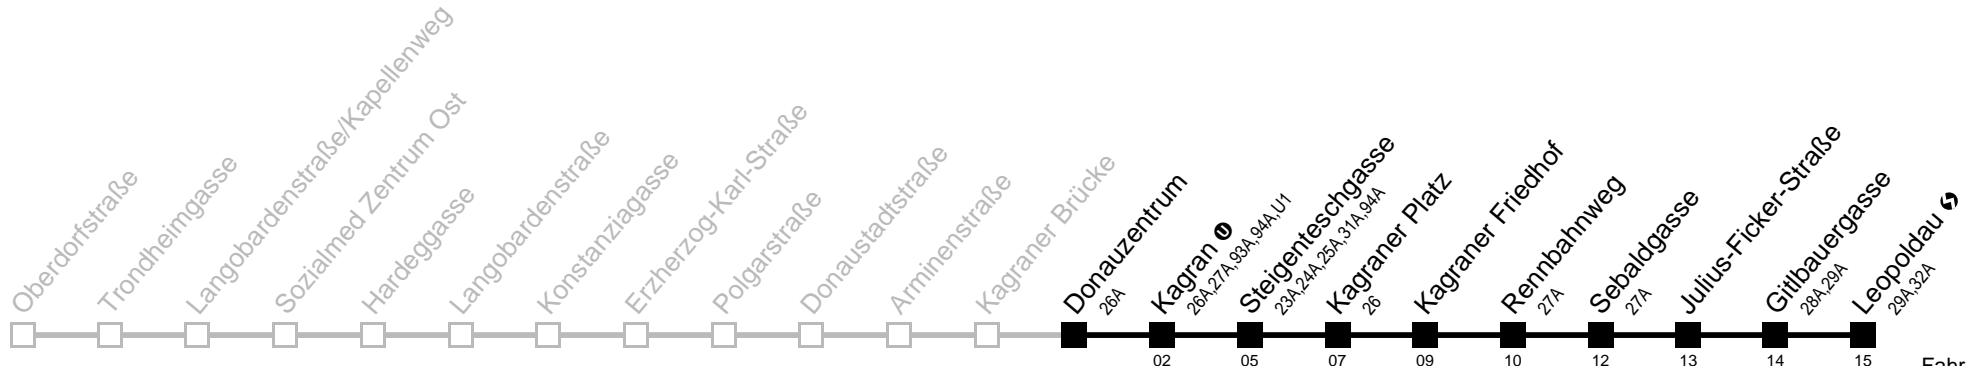 Oberdorfstraße
Trondheimgasse
Langobardenstraße/Kapellenweg
Sozialmed Zentrum Ost
Hardeggasse
Langobardenstraße
Konstanziagasse
Erzherzog-Karl-Straße
Polgarstraße
Donaustadtstraße
Arminenstraße
Kagraner Brücke
Donauzentrum
26A
Kagran U
26A,27A,93A,94A,U1
Steigenteschgasse
23A,24A,25A,31A,94A
Kagraner Platz
26
Kagraner Friedhof
Rennbahnweg
27A
Sebaldgasse
27A
Julius-Ficker-Straße
Gitlbauergasse
28A,29A
Leopoldau S
29A,32A
02 05 07 09 10 12 13 14 15
Fahr